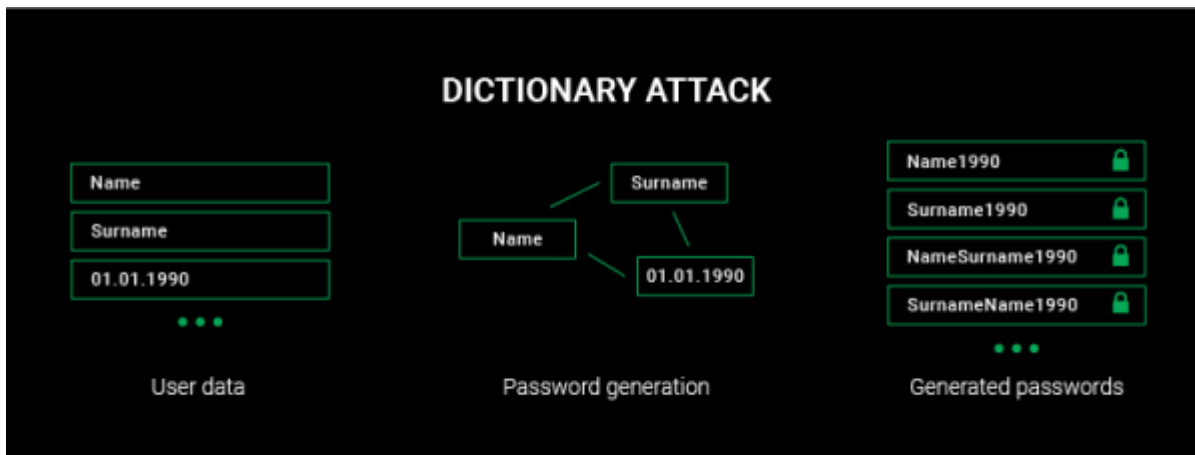 DICTIONARY ATTACK
Name
Surname
01.01.1990
User data
Surname
Name
01.01.1990
Password generation
Name1990
Surname1990
NameSurname1990
SurnameName1990
Generated passwords